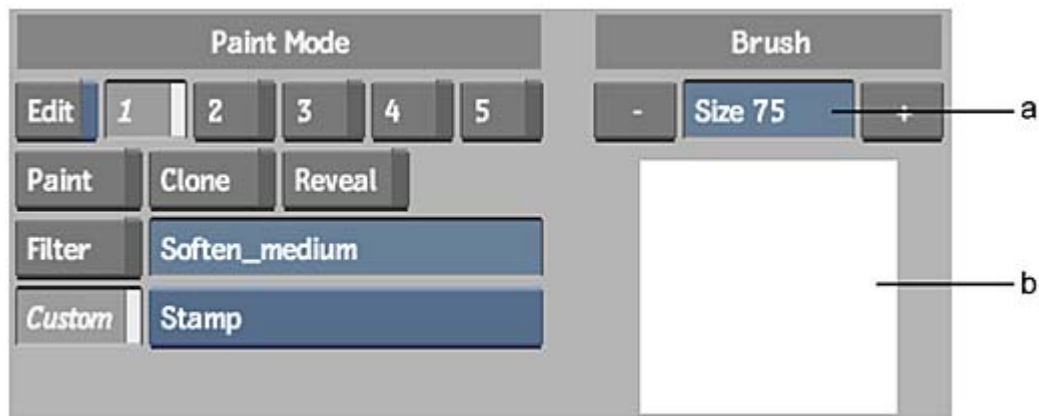 Paint Mode Brush
Edit 1 2 3 4 5 - Size 75 + a
Paint Clone Reveal
Filter Soften_medium
b
Custom Stamp